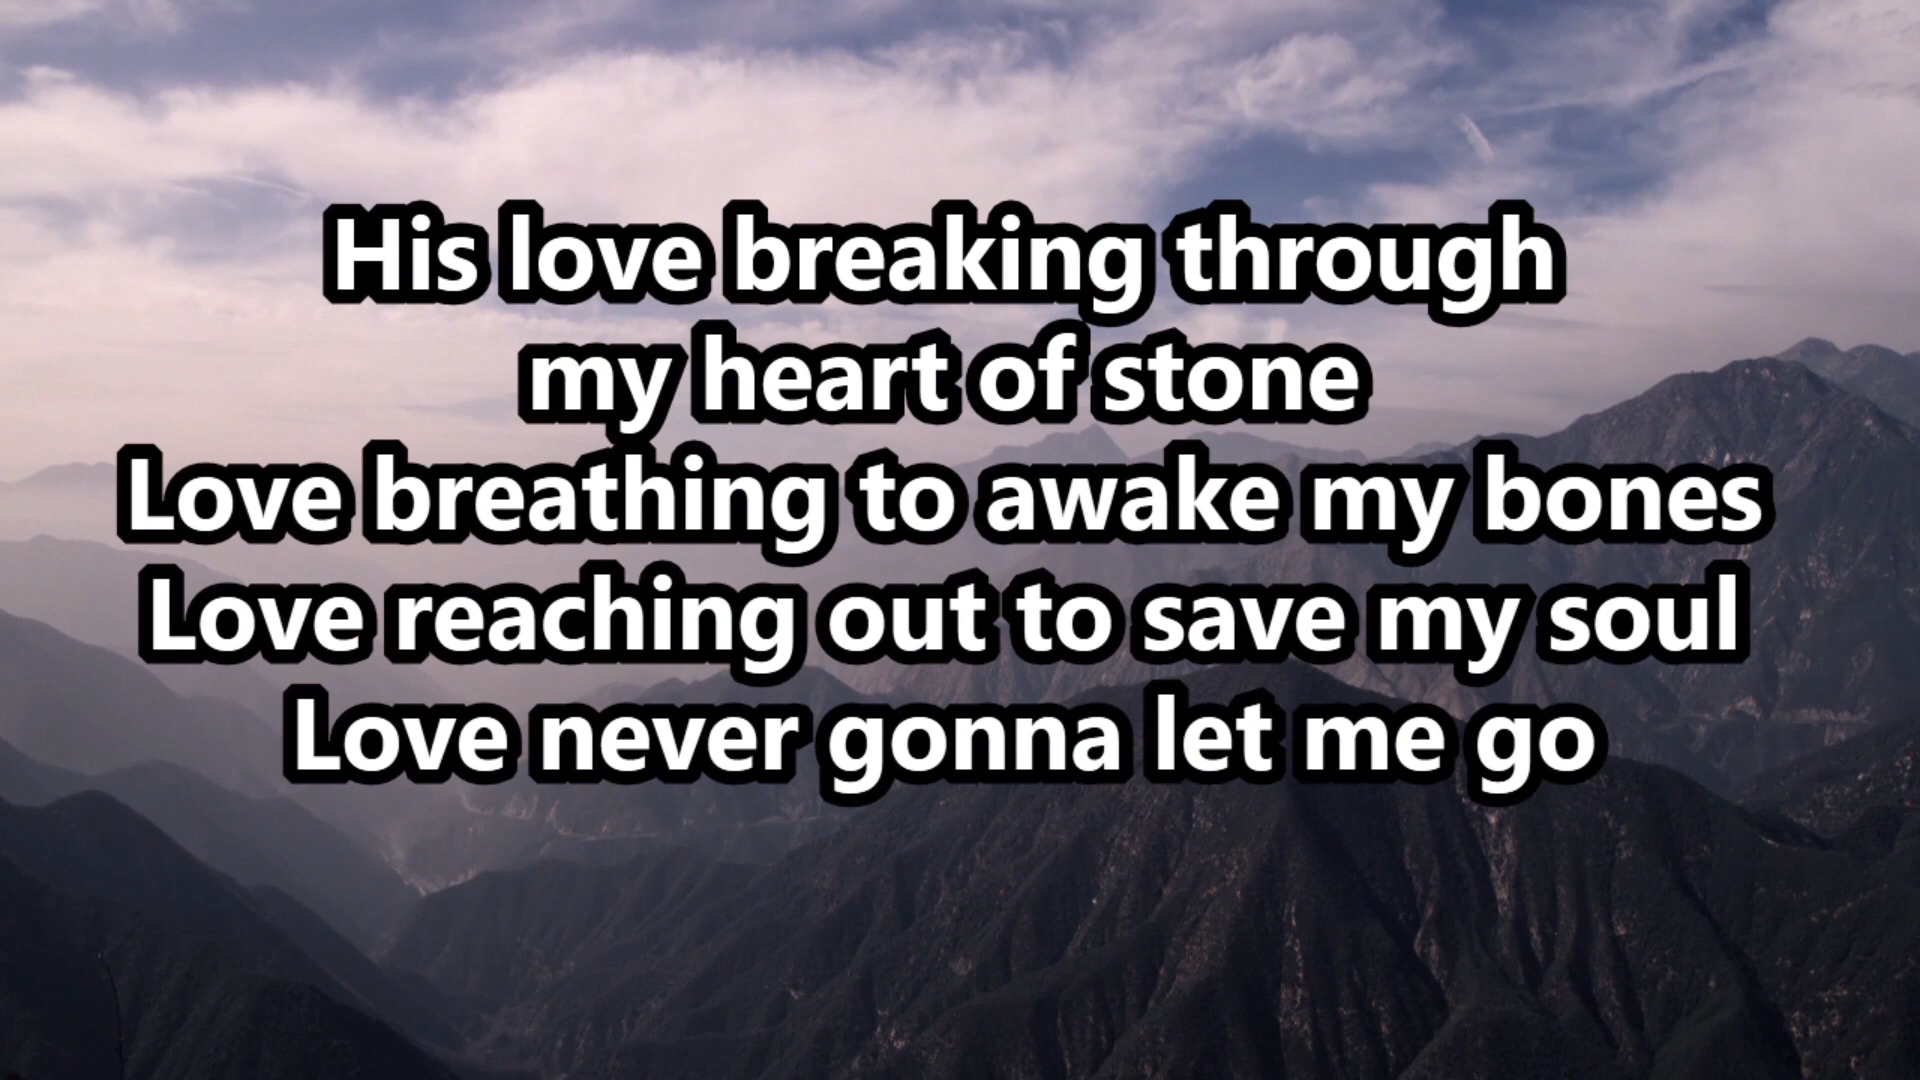 His love breaking through
my heart of stone
Love breathing to awake my bones
Love reaching out to save my soul
Love never gonna let me go